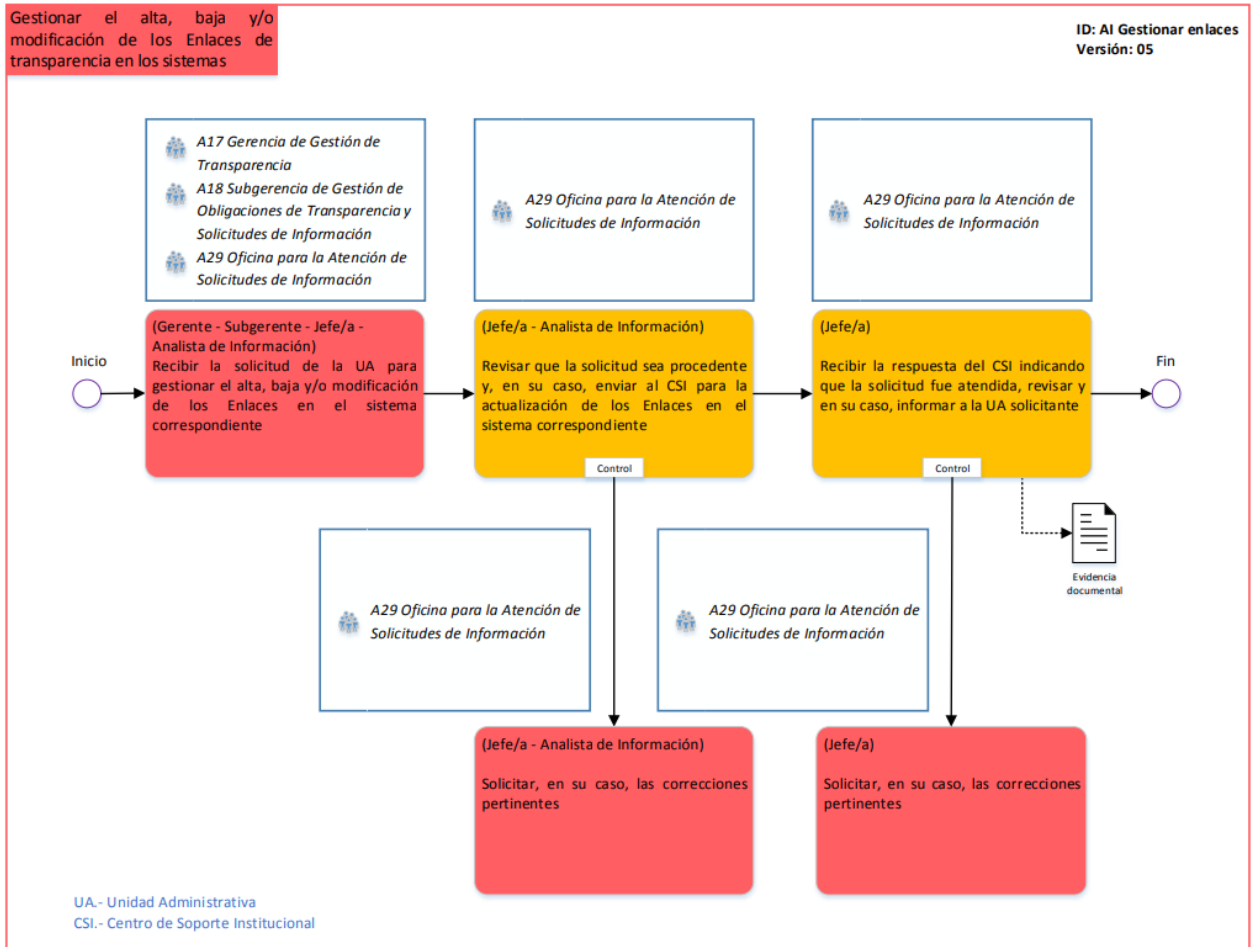 Gestionar el alta, baja y/o
modificación de los Enlaces de
transparencia en los sistemas
ID: AI Gestionar enlaces
Versión: 05
A17 Gerencia de Gestión de
Transparencia
A18 Subgerencia de Gestión de
Obligaciones de Transparencia y
Solicitudes de Información
A29 Oficina para la Atención de
Solicitudes de Información
A29 Oficina para la Atención de
Solicitudes de Información
A29 Oficina para la Atención de
Solicitudes de Información
Inicio
(Gerente - Subgerente - Jefe/a -
Analista de Información)
Recibir la solicitud de la UA para
gestionar el alta, baja y/o modificación
de los Enlaces en el sistema
correspondiente
(Jefe/a - Analista de Información)
Revisar que la solicitud sea procedente
y, en su caso, enviar al CSI para la
actualización de los Enlaces en el
sistema correspondiente
Control
(Jefe/a)
Recibir la respuesta del CSI indicando
que la solicitud fue atendida, revisar y
en su caso, informar a la UA solicitante
Control
Fin
Evidencia
documental
A29 Oficina para la Atención de
Solicitudes de Información
A29 Oficina para la Atención de
Solicitudes de Información
(Jefe/a - Analista de Información)
Solicitar, en su caso, las correcciones
pertinentes
(Jefe/a)
Solicitar, en su caso, las correcciones
pertinentes
UA.- Unidad Administrativa
CSI.- Centro de Soporte Institucional